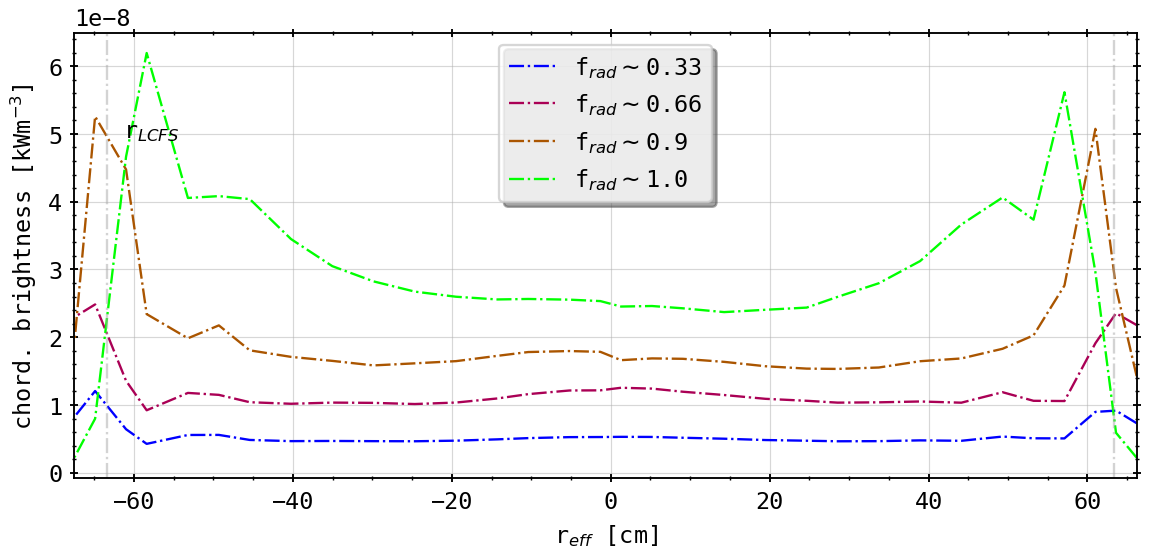 1e−8
chord. brightness [kWm⁻³]
6
5
4
3
2
1
0
r_LCFS
f_rad ∼ 0.33
f_rad ∼ 0.66
f_rad ∼ 0.9
f_rad ∼ 1.0
−60 −40 −20 0 20 40 60
r_eff [cm]